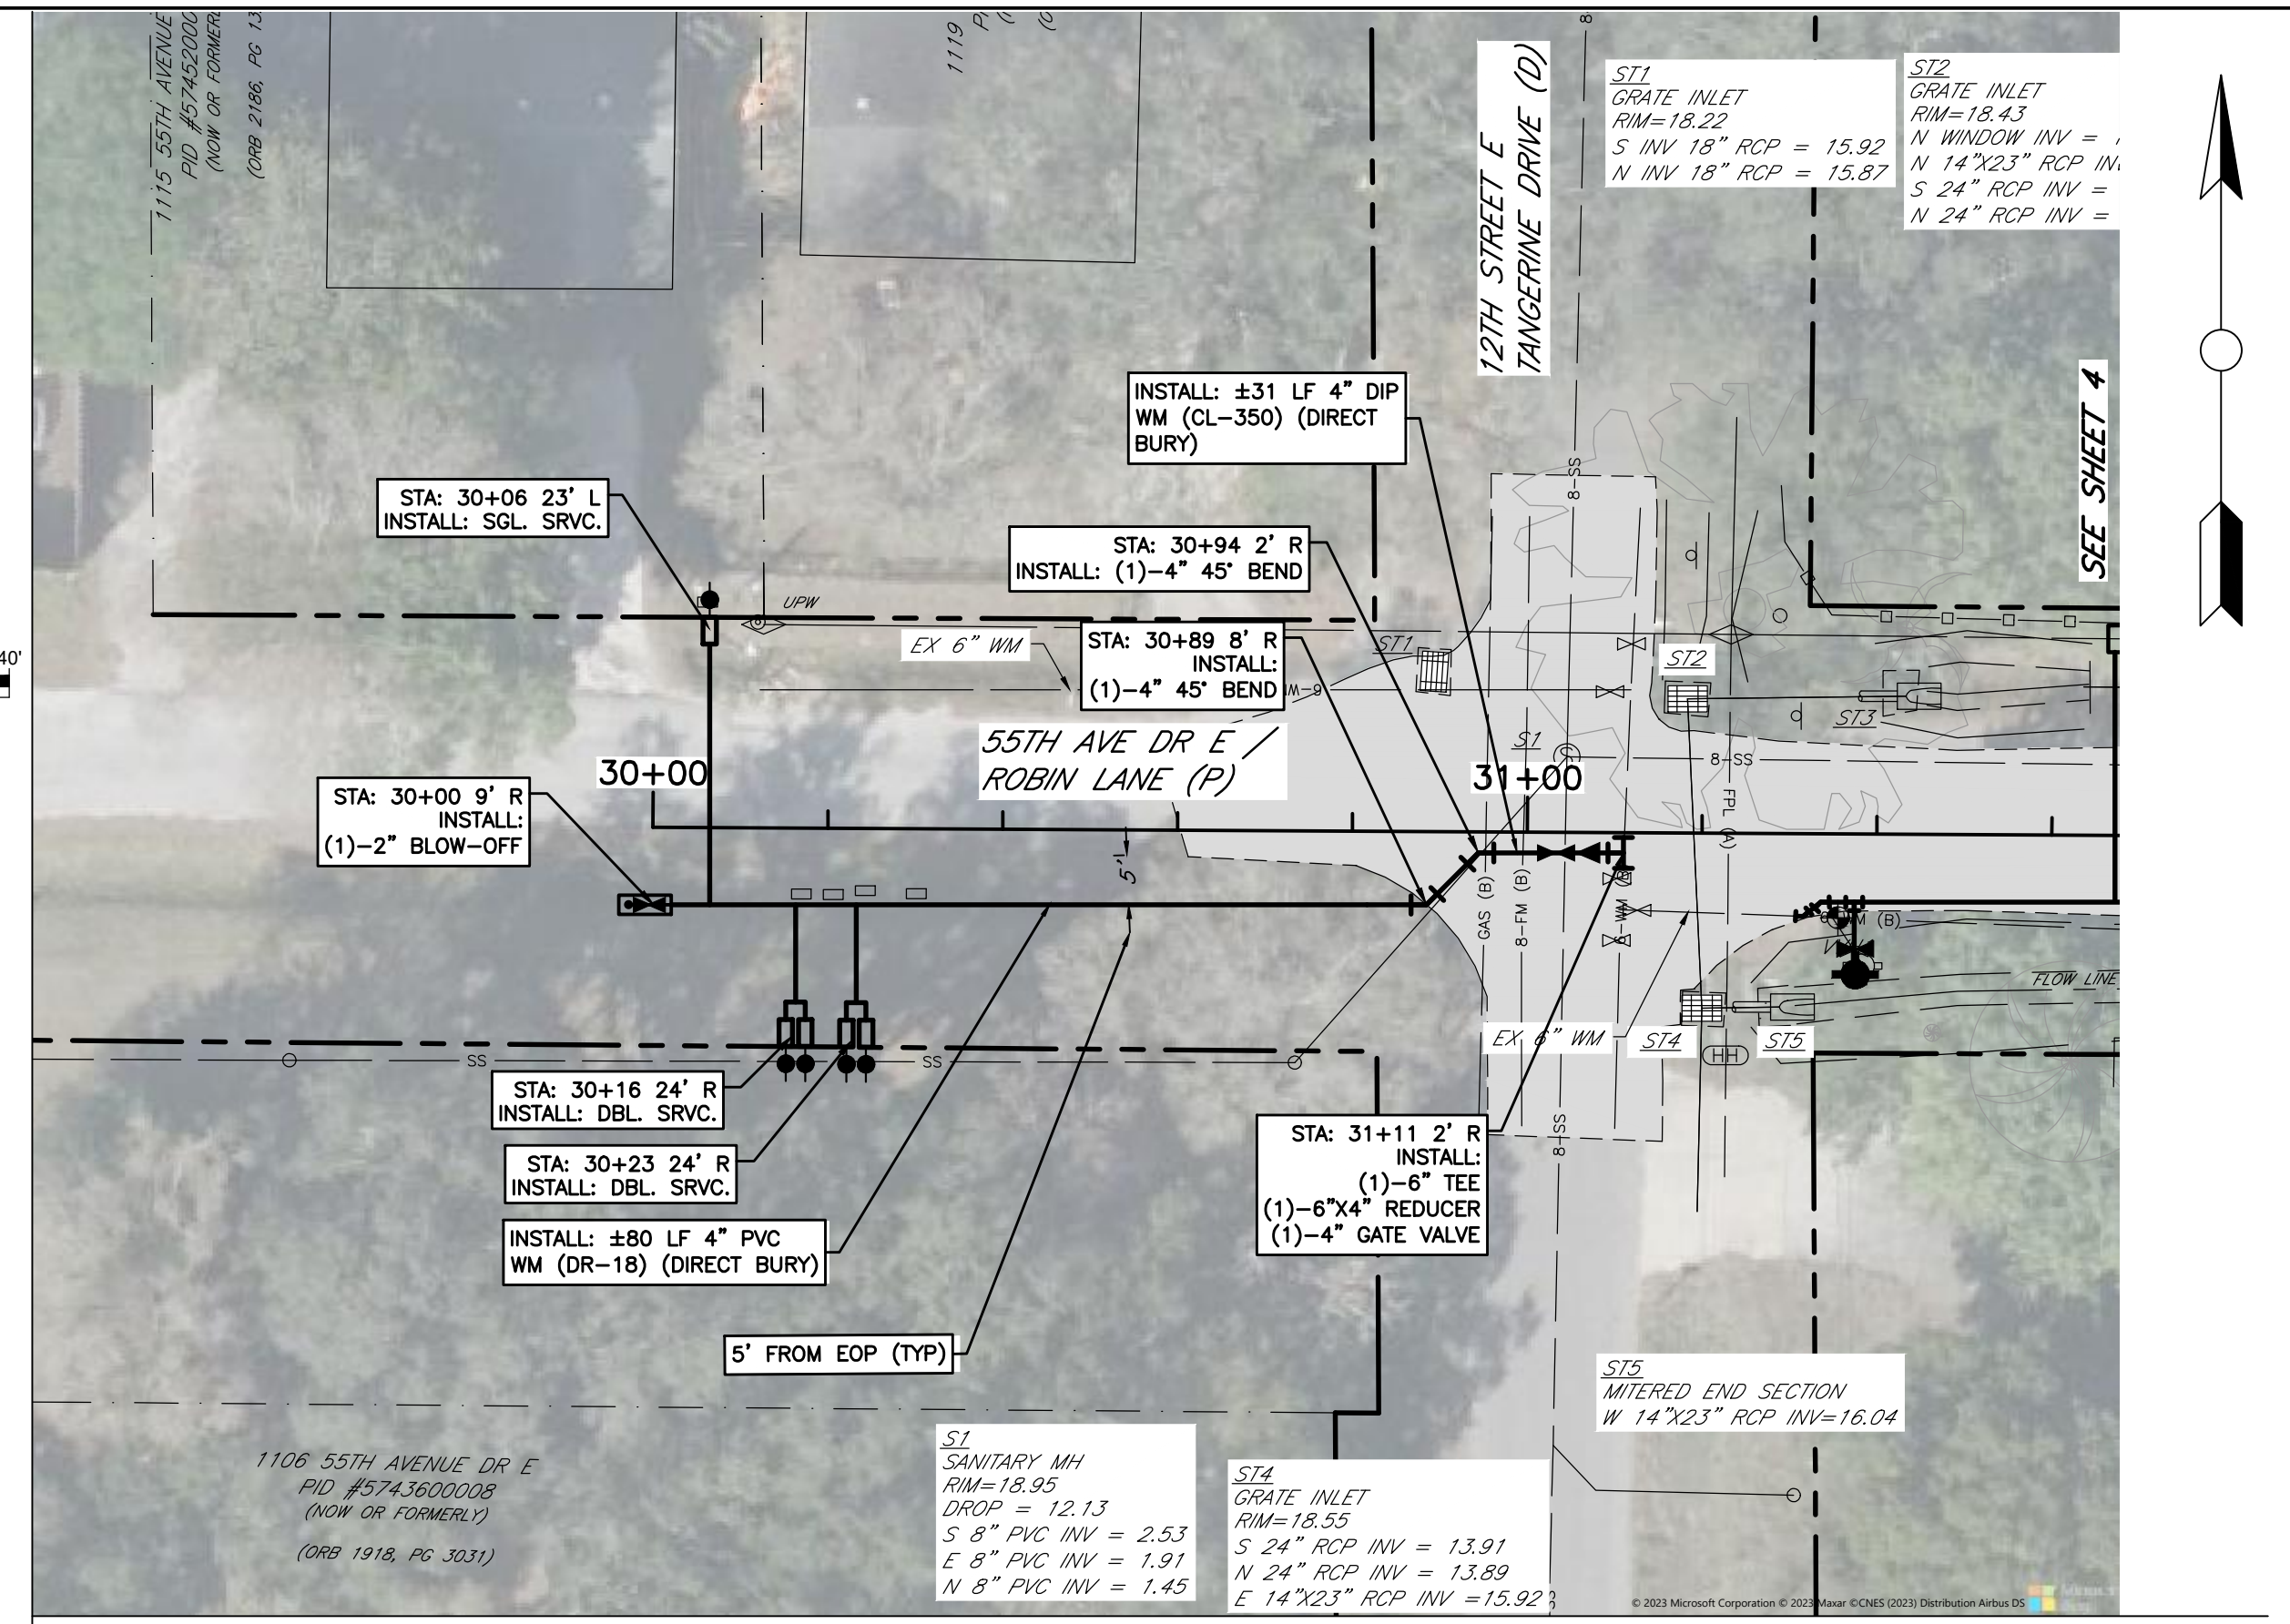 1115 55TH AVENUE
PID #574520OC
(NOW OR FORMERL
(ORB 2186, PG 13
1119
12TH STREET E
TANGERINE DRIVE (D)
ST1
GRATE INLET
RIM=18.22
S INV 18" RCP = 15.92
N INV 18" RCP = 15.87
ST2
GRATE INLET
RIM=18.43
N WINDOW INV =
N 14"X23" RCP IN
S 24" RCP INV =
N 24" RCP INV =
SEE SHEET 4
40'
INSTALL: ±31 LF 4" DIP
WM (CL-350) (DIRECT
BURY)
STA: 30+06 23' L
INSTALL: SGL. SRVC.
STA: 30+94 2' R
INSTALL: (1)-4" 45° BEND
UPW
EX 6" WM
STA: 30+89 8' R
INSTALL:
(1)-4" 45° BEND
8-SS
ST1
ST2
ST3
55TH AVE DR E /
ROBIN LANE (P)
S1
8-SS
30+00
31+00
FPL (A)
STA: 30+00 9' R
INSTALL:
(1)-2" BLOW-OFF
5'
GAS (B)
8-FM (B)
6-WM (B)
FLOW LINE
EX 6" WM
ST4
ST5
HH
SS
SS
STA: 30+16 24' R
INSTALL: DBL. SRVC.
STA: 30+23 24' R
INSTALL: DBL. SRVC.
INSTALL: ±80 LF 4" PVC
WM (DR-18) (DIRECT BURY)
STA: 31+11 2' R
INSTALL:
(1)-6" TEE
(1)-6"X4" REDUCER
(1)-4" GATE VALVE
8-SS
5' FROM EOP (TYP)
ST5
MITERED END SECTION
W 14"X23" RCP INV=16.04
1106 55TH AVENUE DR E
PID #5743600008
(NOW OR FORMERLY)
(ORB 1918, PG 3031)
S1
SANITARY MH
RIM=18.95
DROP = 12.13
S 8" PVC INV = 2.53
E 8" PVC INV = 1.91
N 8" PVC INV = 1.45
ST4
GRATE INLET
RIM=18.55
S 24" RCP INV = 13.91
N 24" RCP INV = 13.89
E 14"X23" RCP INV =15.92
© 2023 Microsoft Corporation © 2023 Maxar ©CNES (2023) Distribution Airbus DS